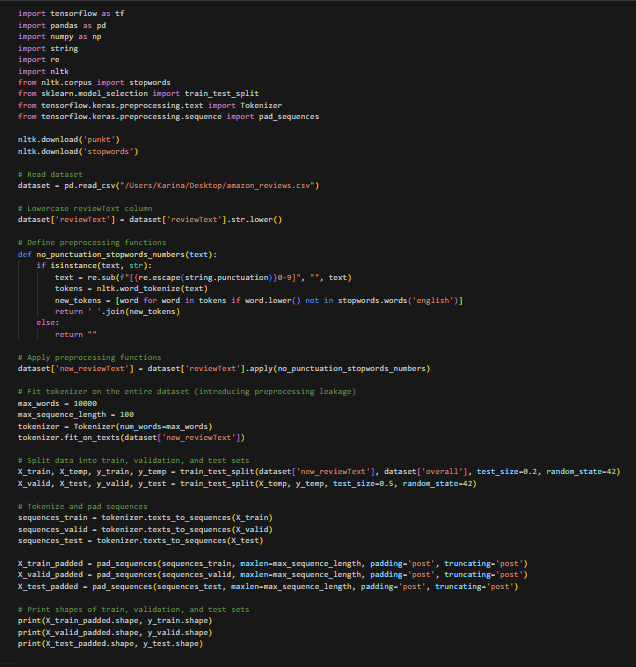 import tensorflow as tf
import pandas as pd
import numpy as np
import string
import re
import nltk
from nltk.corpus import stopwords
from sklearn.model_selection import train_test_split
from tensorflow.keras.preprocessing.text import Tokenizer
from tensorflow.keras.preprocessing.sequence import pad_sequences
nltk.download('punkt')
nltk.download('stopwords')
# Read dataset
dataset = pd.read_csv("/Users/Karina/Desktop/amazon_reviews.csv")
# Lowercase reviewText column
dataset['reviewText'] = dataset['reviewText'].str.lower()
# Define preprocessing functions
def no_punctuation_stopwords_numbers(text):
    if isinstance(text, str):
        text = re.sub(f"[{re.escape(string.punctuation)}0-9]", "", text)
        tokens = nltk.word_tokenize(text)
        new_tokens = [word for word in tokens if word.lower() not in stopwords.words('english')]
        return ' '.join(new_tokens)
    else:
        return ""
# Apply preprocessing functions
dataset['new_reviewText'] = dataset['reviewText'].apply(no_punctuation_stopwords_numbers)
# Fit tokenizer on the entire dataset (introducing preprocessing leakage)
max_words = 10000
max_sequence_length = 100
tokenizer = Tokenizer(num_words=max_words)
tokenizer.fit_on_texts(dataset['new_reviewText'])
# Split data into train, validation, and test sets
X_train, X_temp, y_train, y_temp = train_test_split(dataset['new_reviewText'], dataset['overall'], test_size=0.2, random_state=42)
X_valid, X_test, y_valid, y_test = train_test_split(X_temp, y_temp, test_size=0.5, random_state=42)
# Tokenize and pad sequences
sequences_train = tokenizer.texts_to_sequences(X_train)
sequences_valid = tokenizer.texts_to_sequences(X_valid)
sequences_test = tokenizer.texts_to_sequences(X_test)
X_train_padded = pad_sequences(sequences_train, maxlen=max_sequence_length, padding='post', truncating='post')
X_valid_padded = pad_sequences(sequences_valid, maxlen=max_sequence_length, padding='post', truncating='post')
X_test_padded = pad_sequences(sequences_test, maxlen=max_sequence_length, padding='post', truncating='post')
# Print shapes of train, validation, and test sets
print(X_train_padded.shape, y_train.shape)
print(X_valid_padded.shape, y_valid.shape)
print(X_test_padded.shape, y_test.shape)